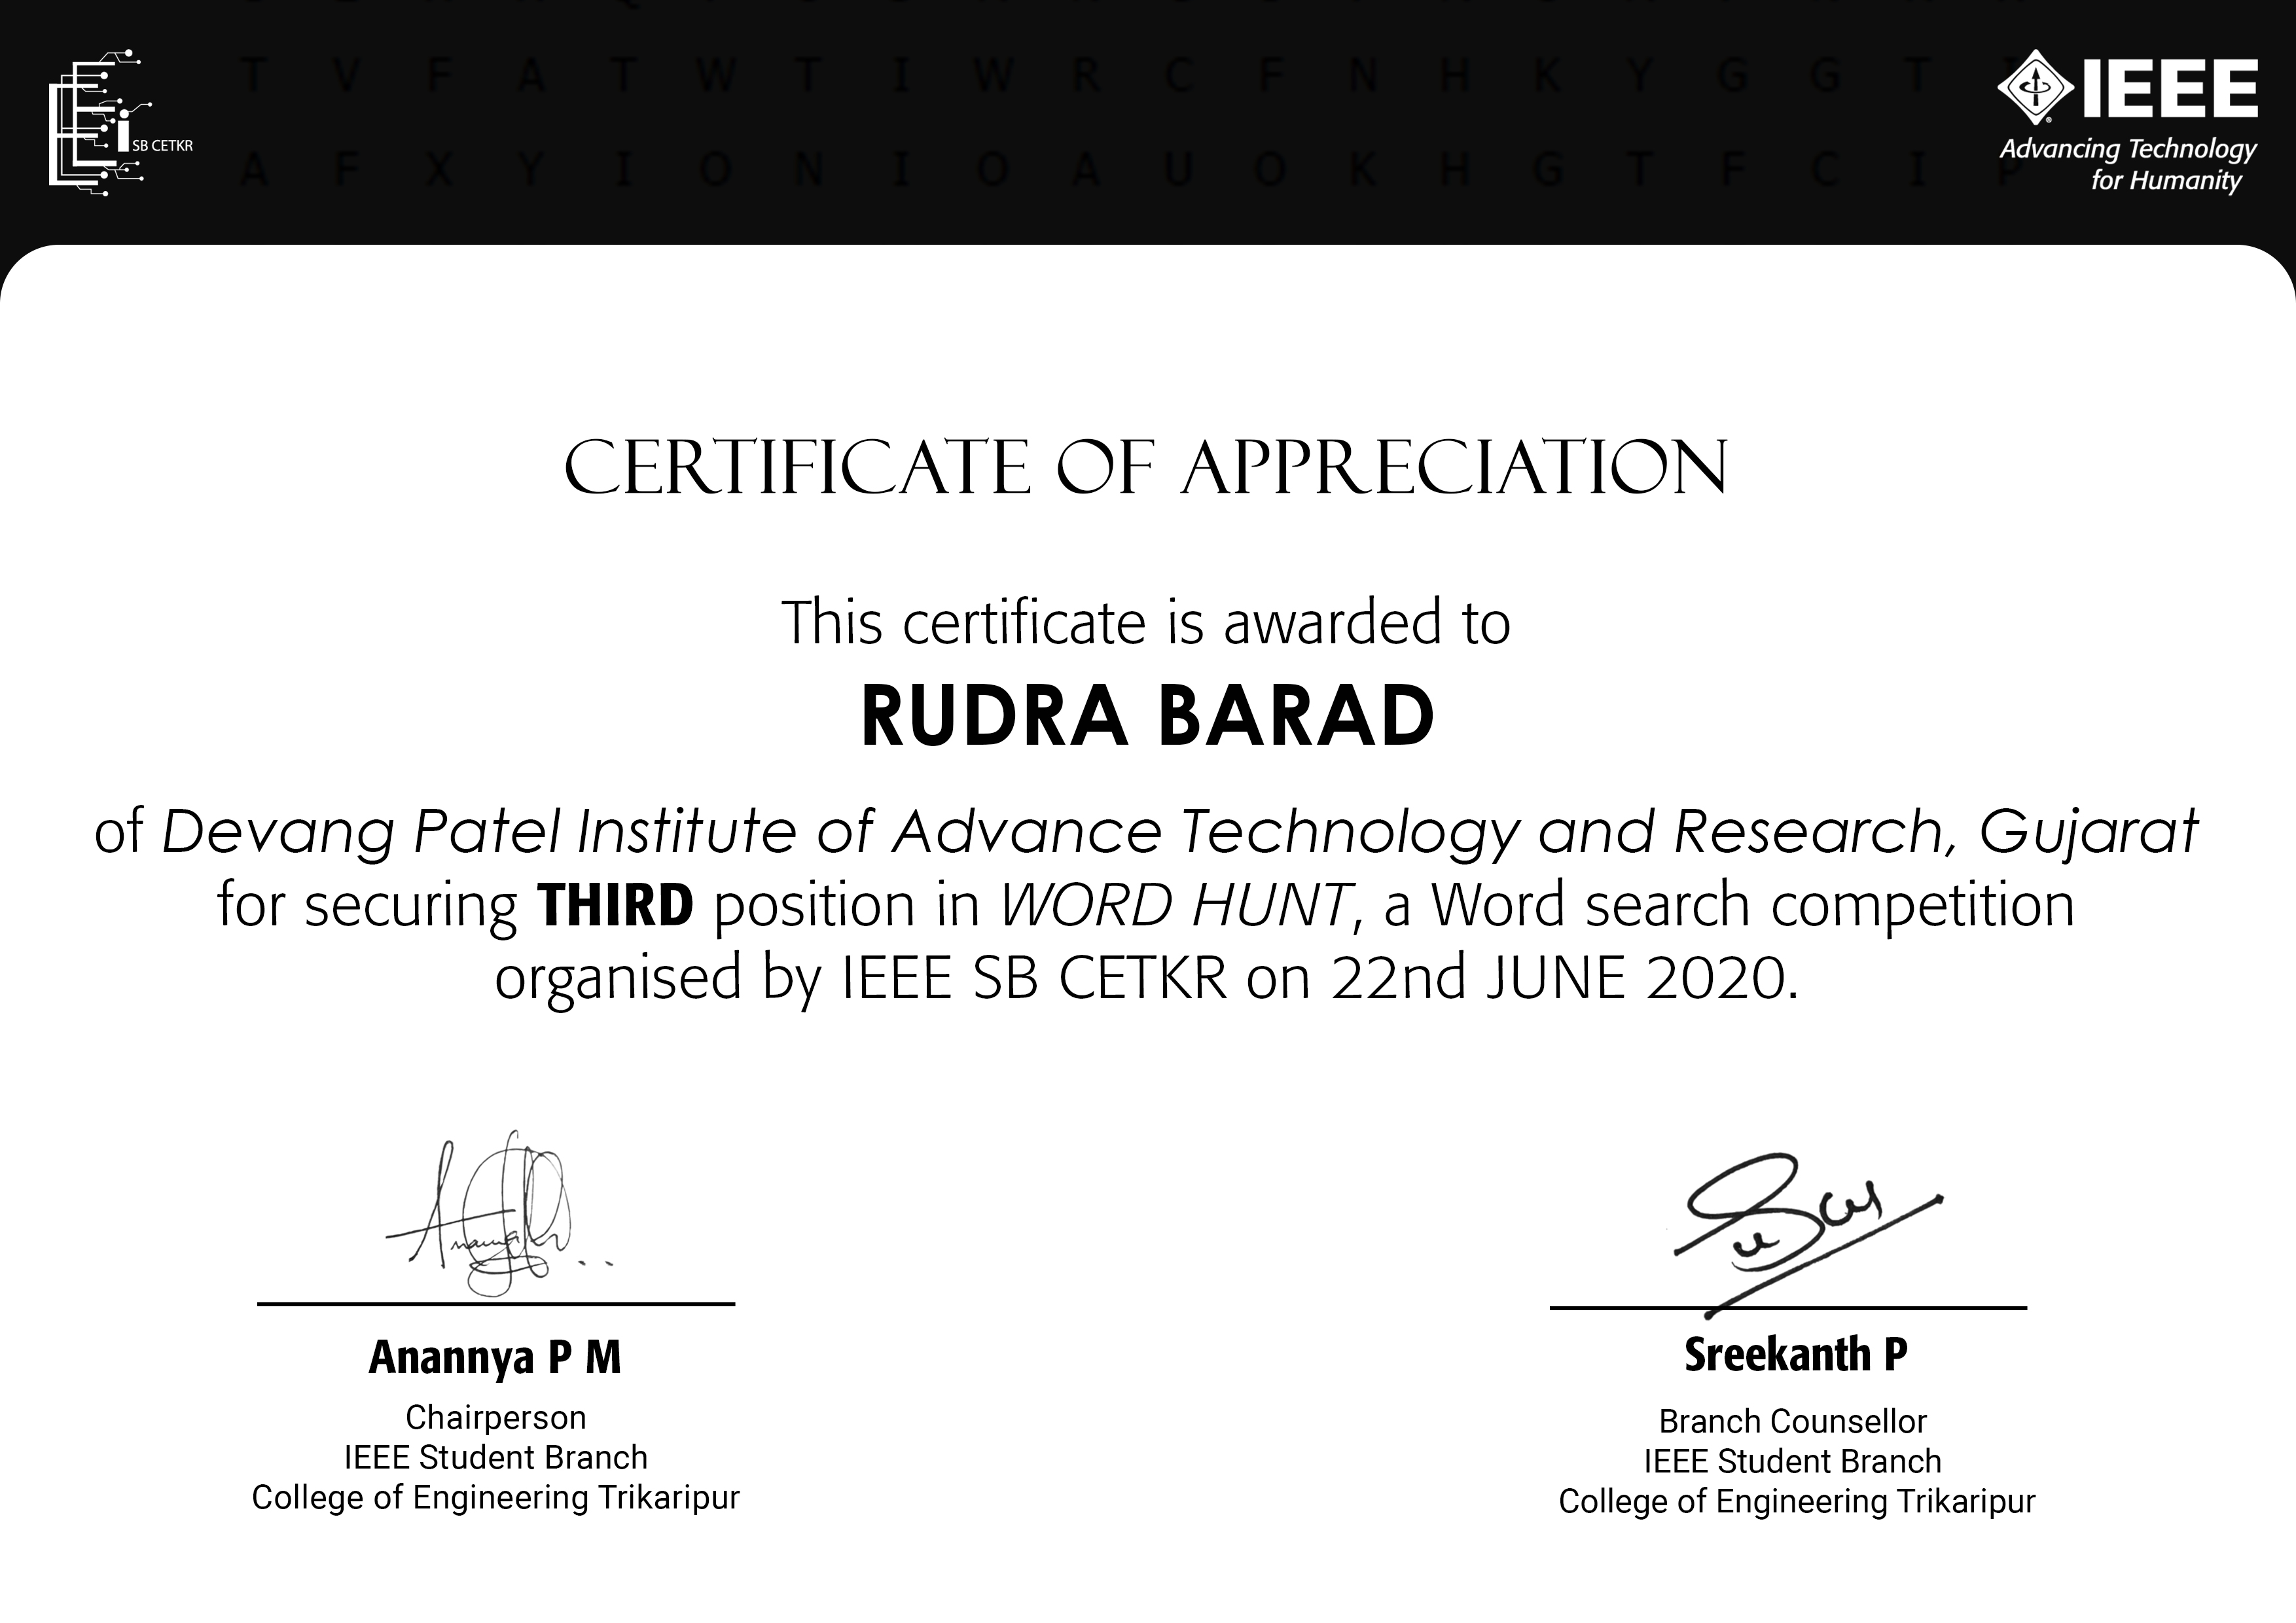 T V F A T W T I W R C F N H K Y G G T
A F X Y I O N I O A U O K H G T F C I P
SB CETKR
IEEE
Advancing Technology
for Humanity
CERTIFICATE OF APPRECIATION
This certificate is awarded to
RUDRA BARAD
of Devang Patel Institute of Advance Technology and Research, Gujarat
for securing THIRD position in WORD HUNT, a Word search competition
organised by IEEE SB CETKR on 22nd JUNE 2020.
Anannya P M
Chairperson
IEEE Student Branch
College of Engineering Trikaripur
Sreekanth P
Branch Counsellor
IEEE Student Branch
College of Engineering Trikaripur